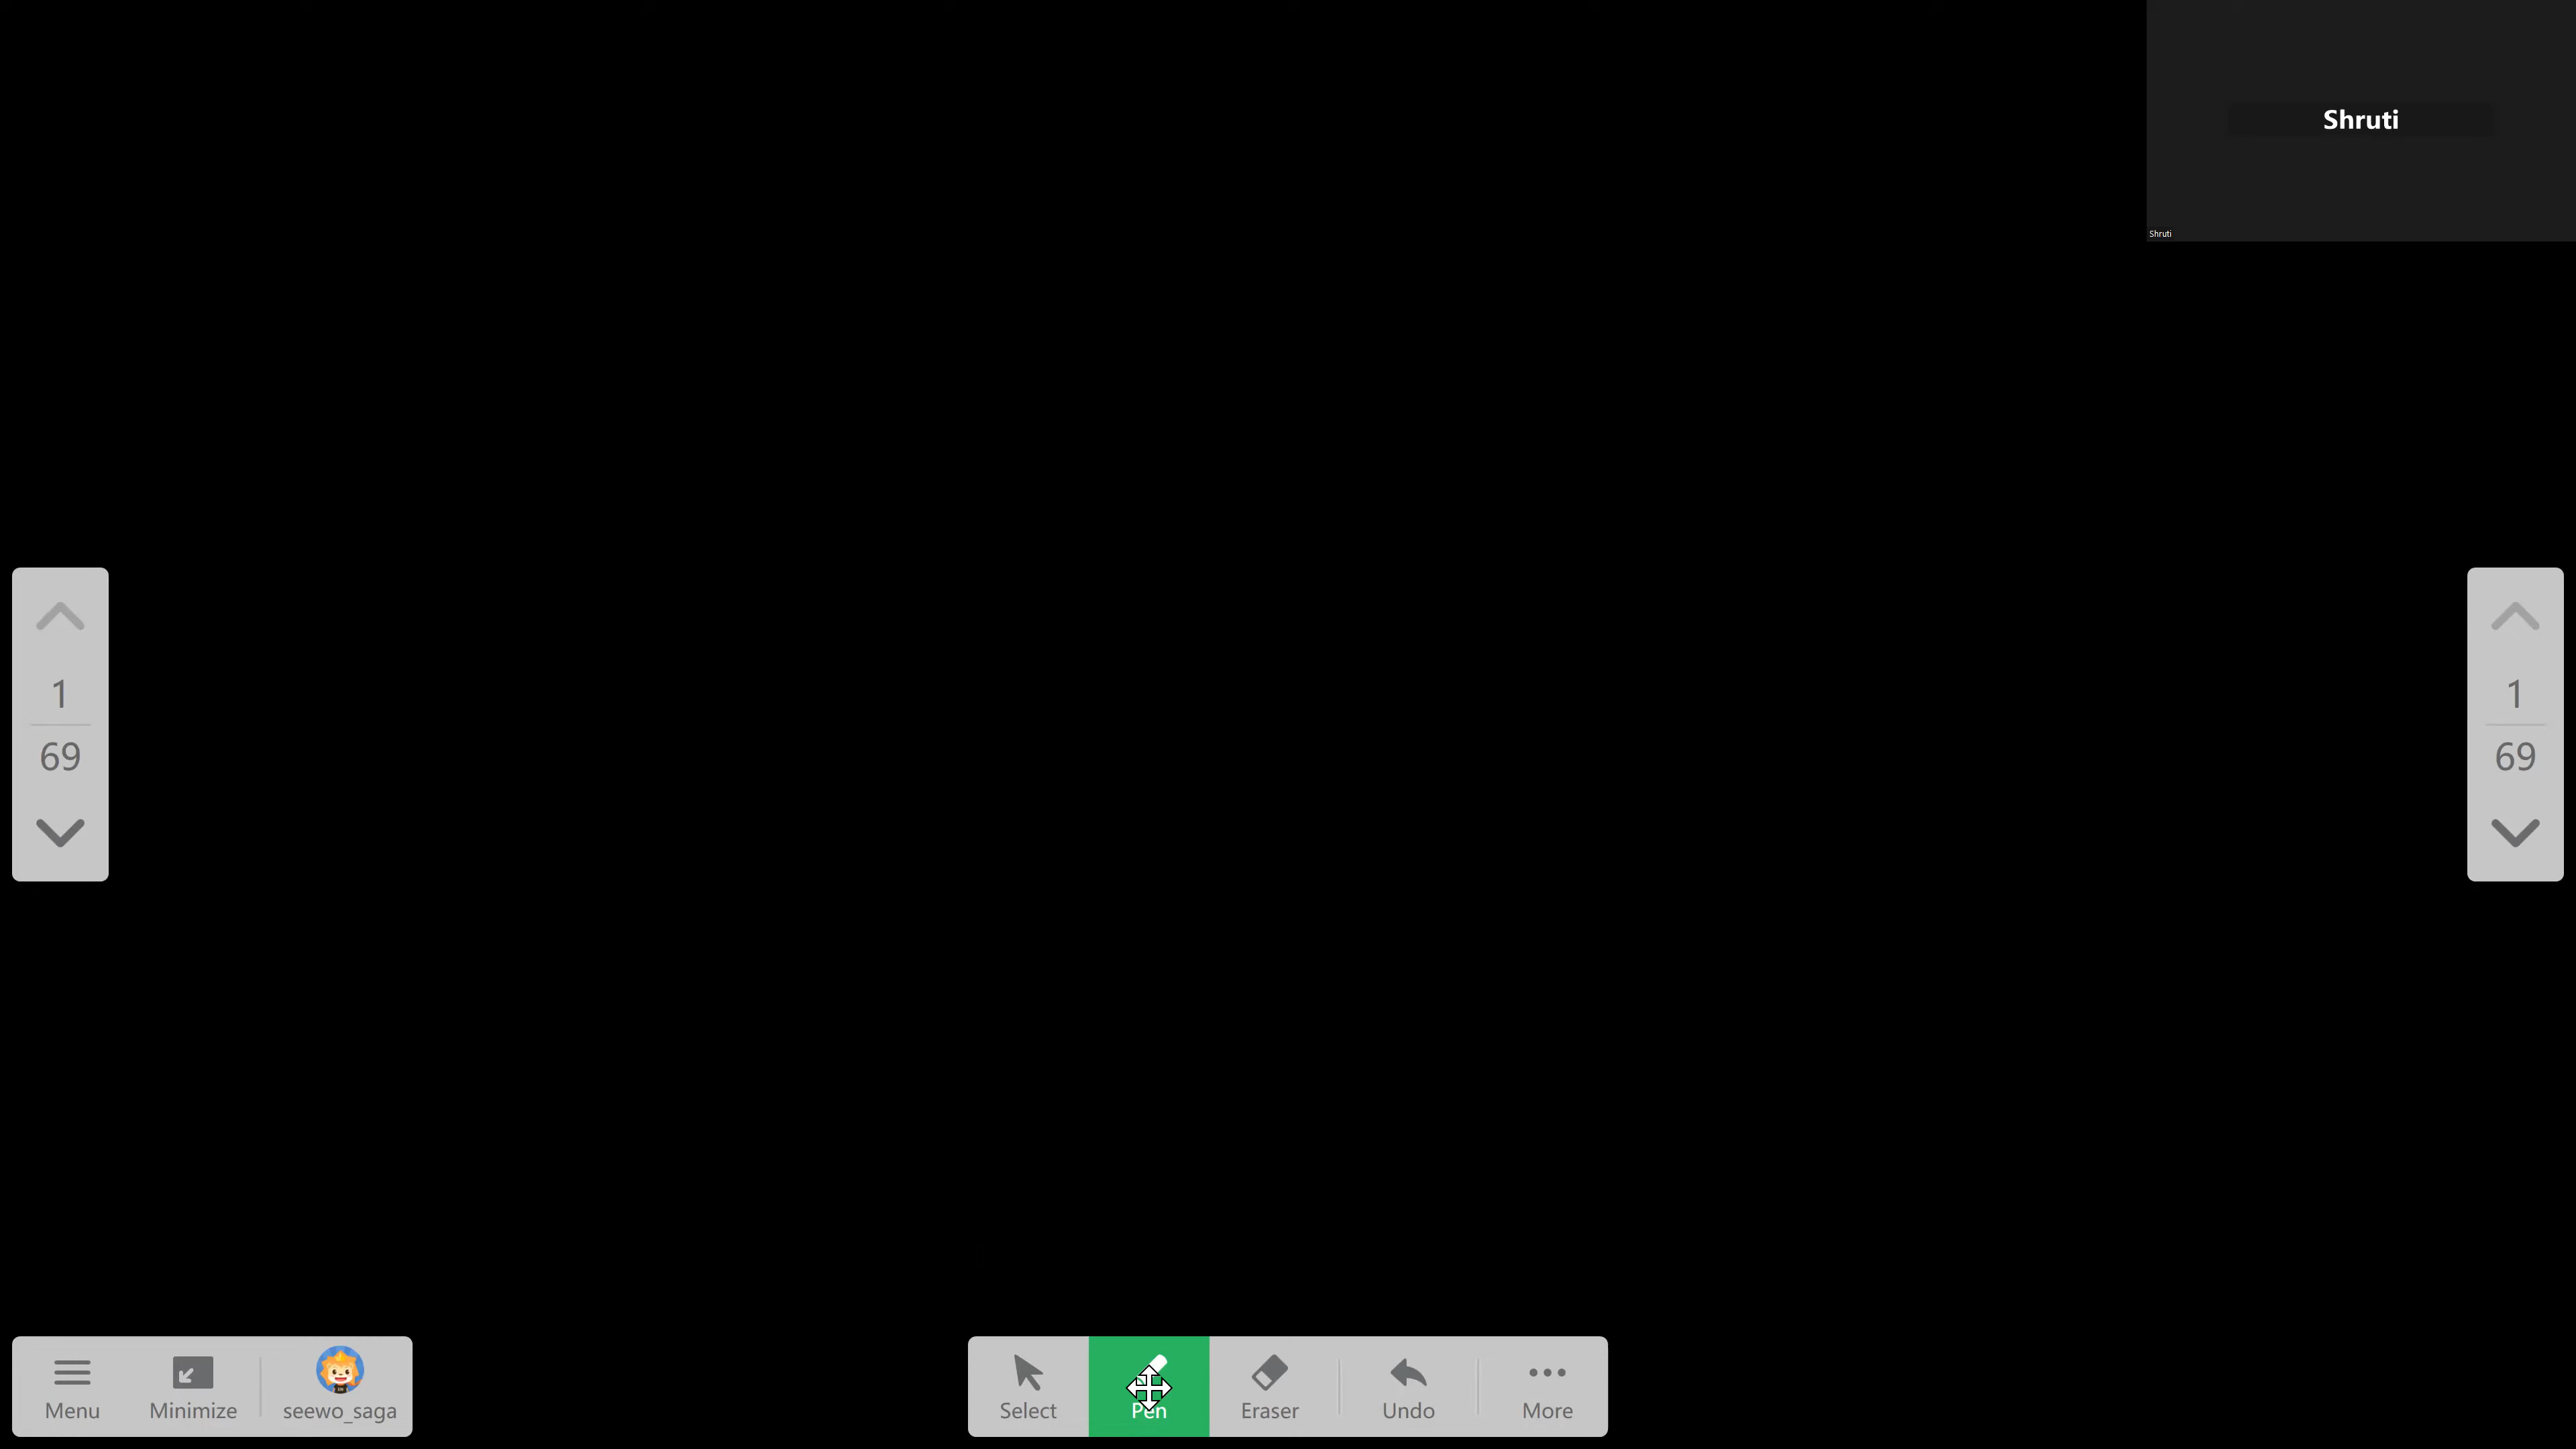 Shruti
Shruti
1
69
1
69
Menu
Minimize
seewo_saga
Select
Pen
Eraser
Undo
More